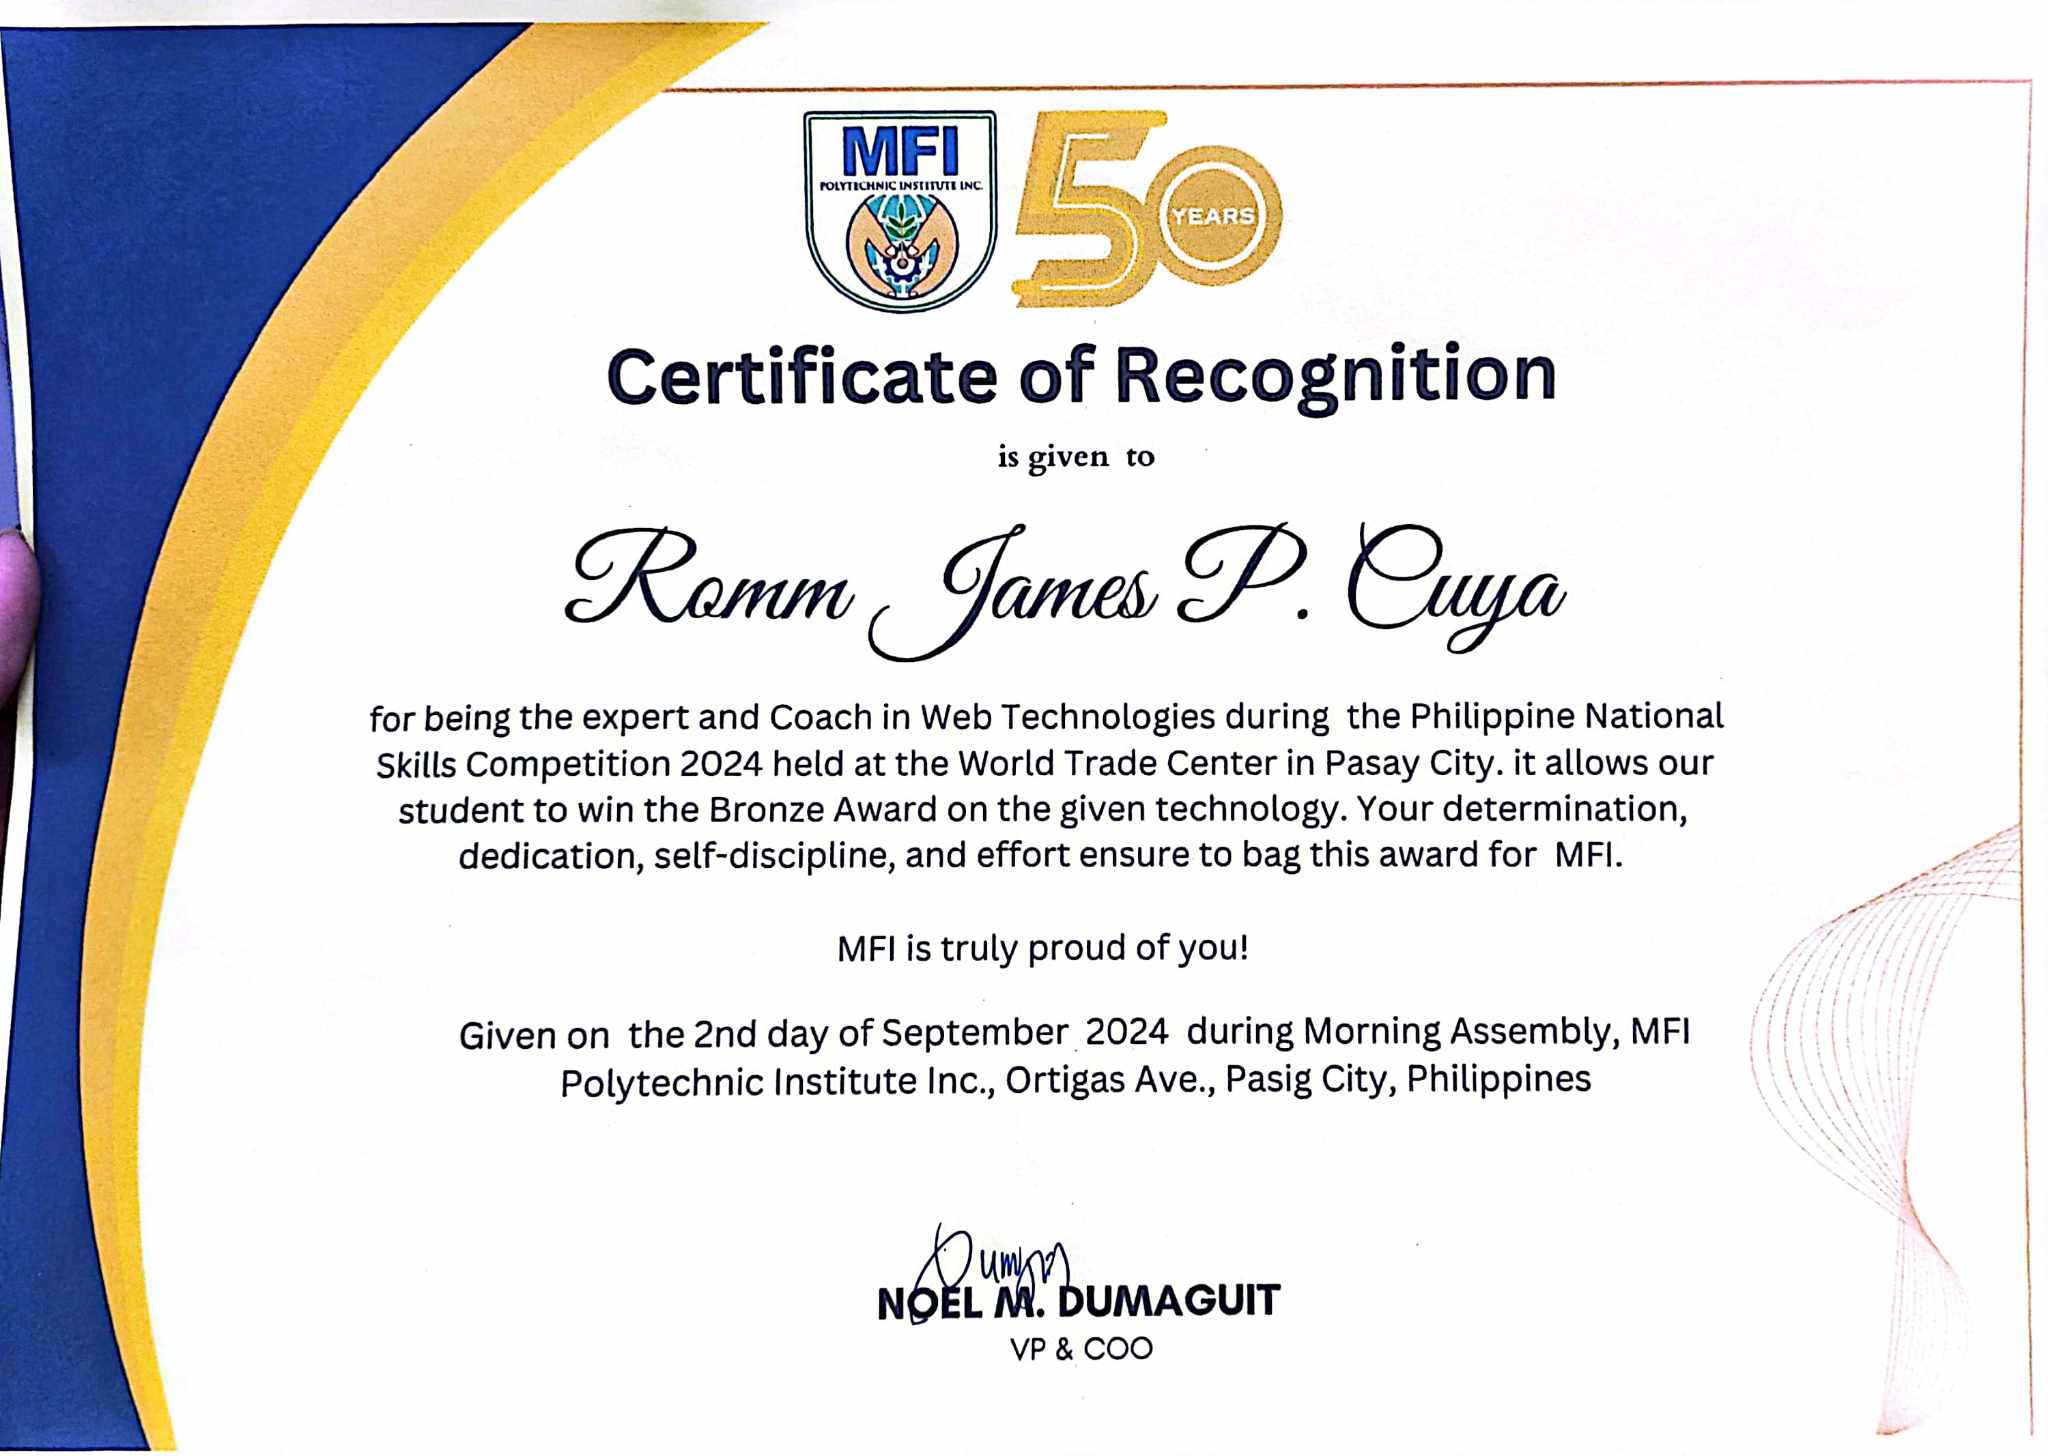 MFI
POLYTECHNIC INSTITUTE INC.
50
YEARS
Certificate of Recognition
is given to
Romm James P. Cuya
for being the expert and Coach in Web Technologies during the Philippine National
Skills Competition 2024 held at the World Trade Center in Pasay City. it allows our
student to win the Bronze Award on the given technology. Your determination,
dedication, self-discipline, and effort ensure to bag this award for MFI.
MFI is truly proud of you!
Given on the 2nd day of September 2024 during Morning Assembly, MFI
Polytechnic Institute Inc., Ortigas Ave., Pasig City, Philippines
NOEL M. DUMAGUIT
VP & COO